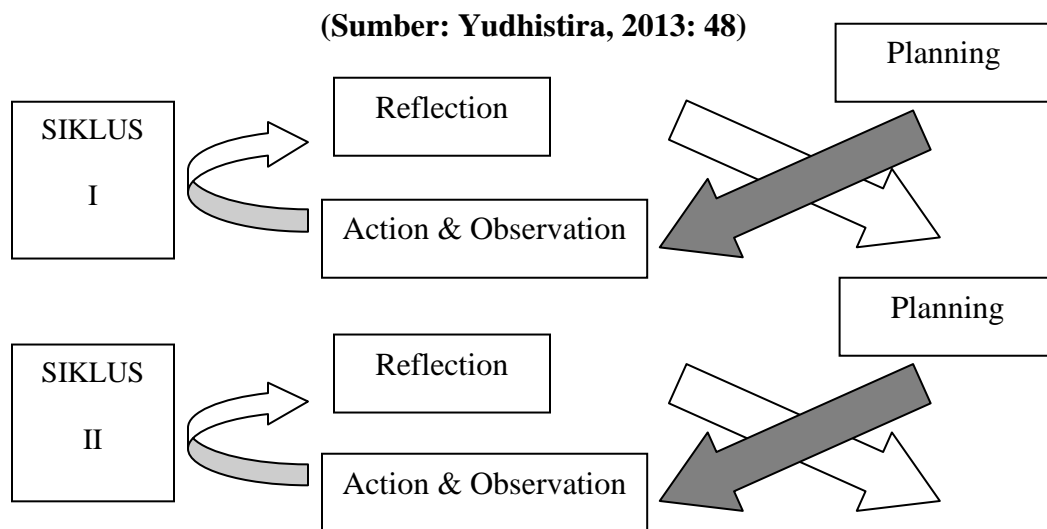 (Sumber: Yudhistira, 2013: 48)
Planning
Reflection
SIKLUS
I
Action & Observation
Planning
Reflection
SIKLUS
II
Action & Observation